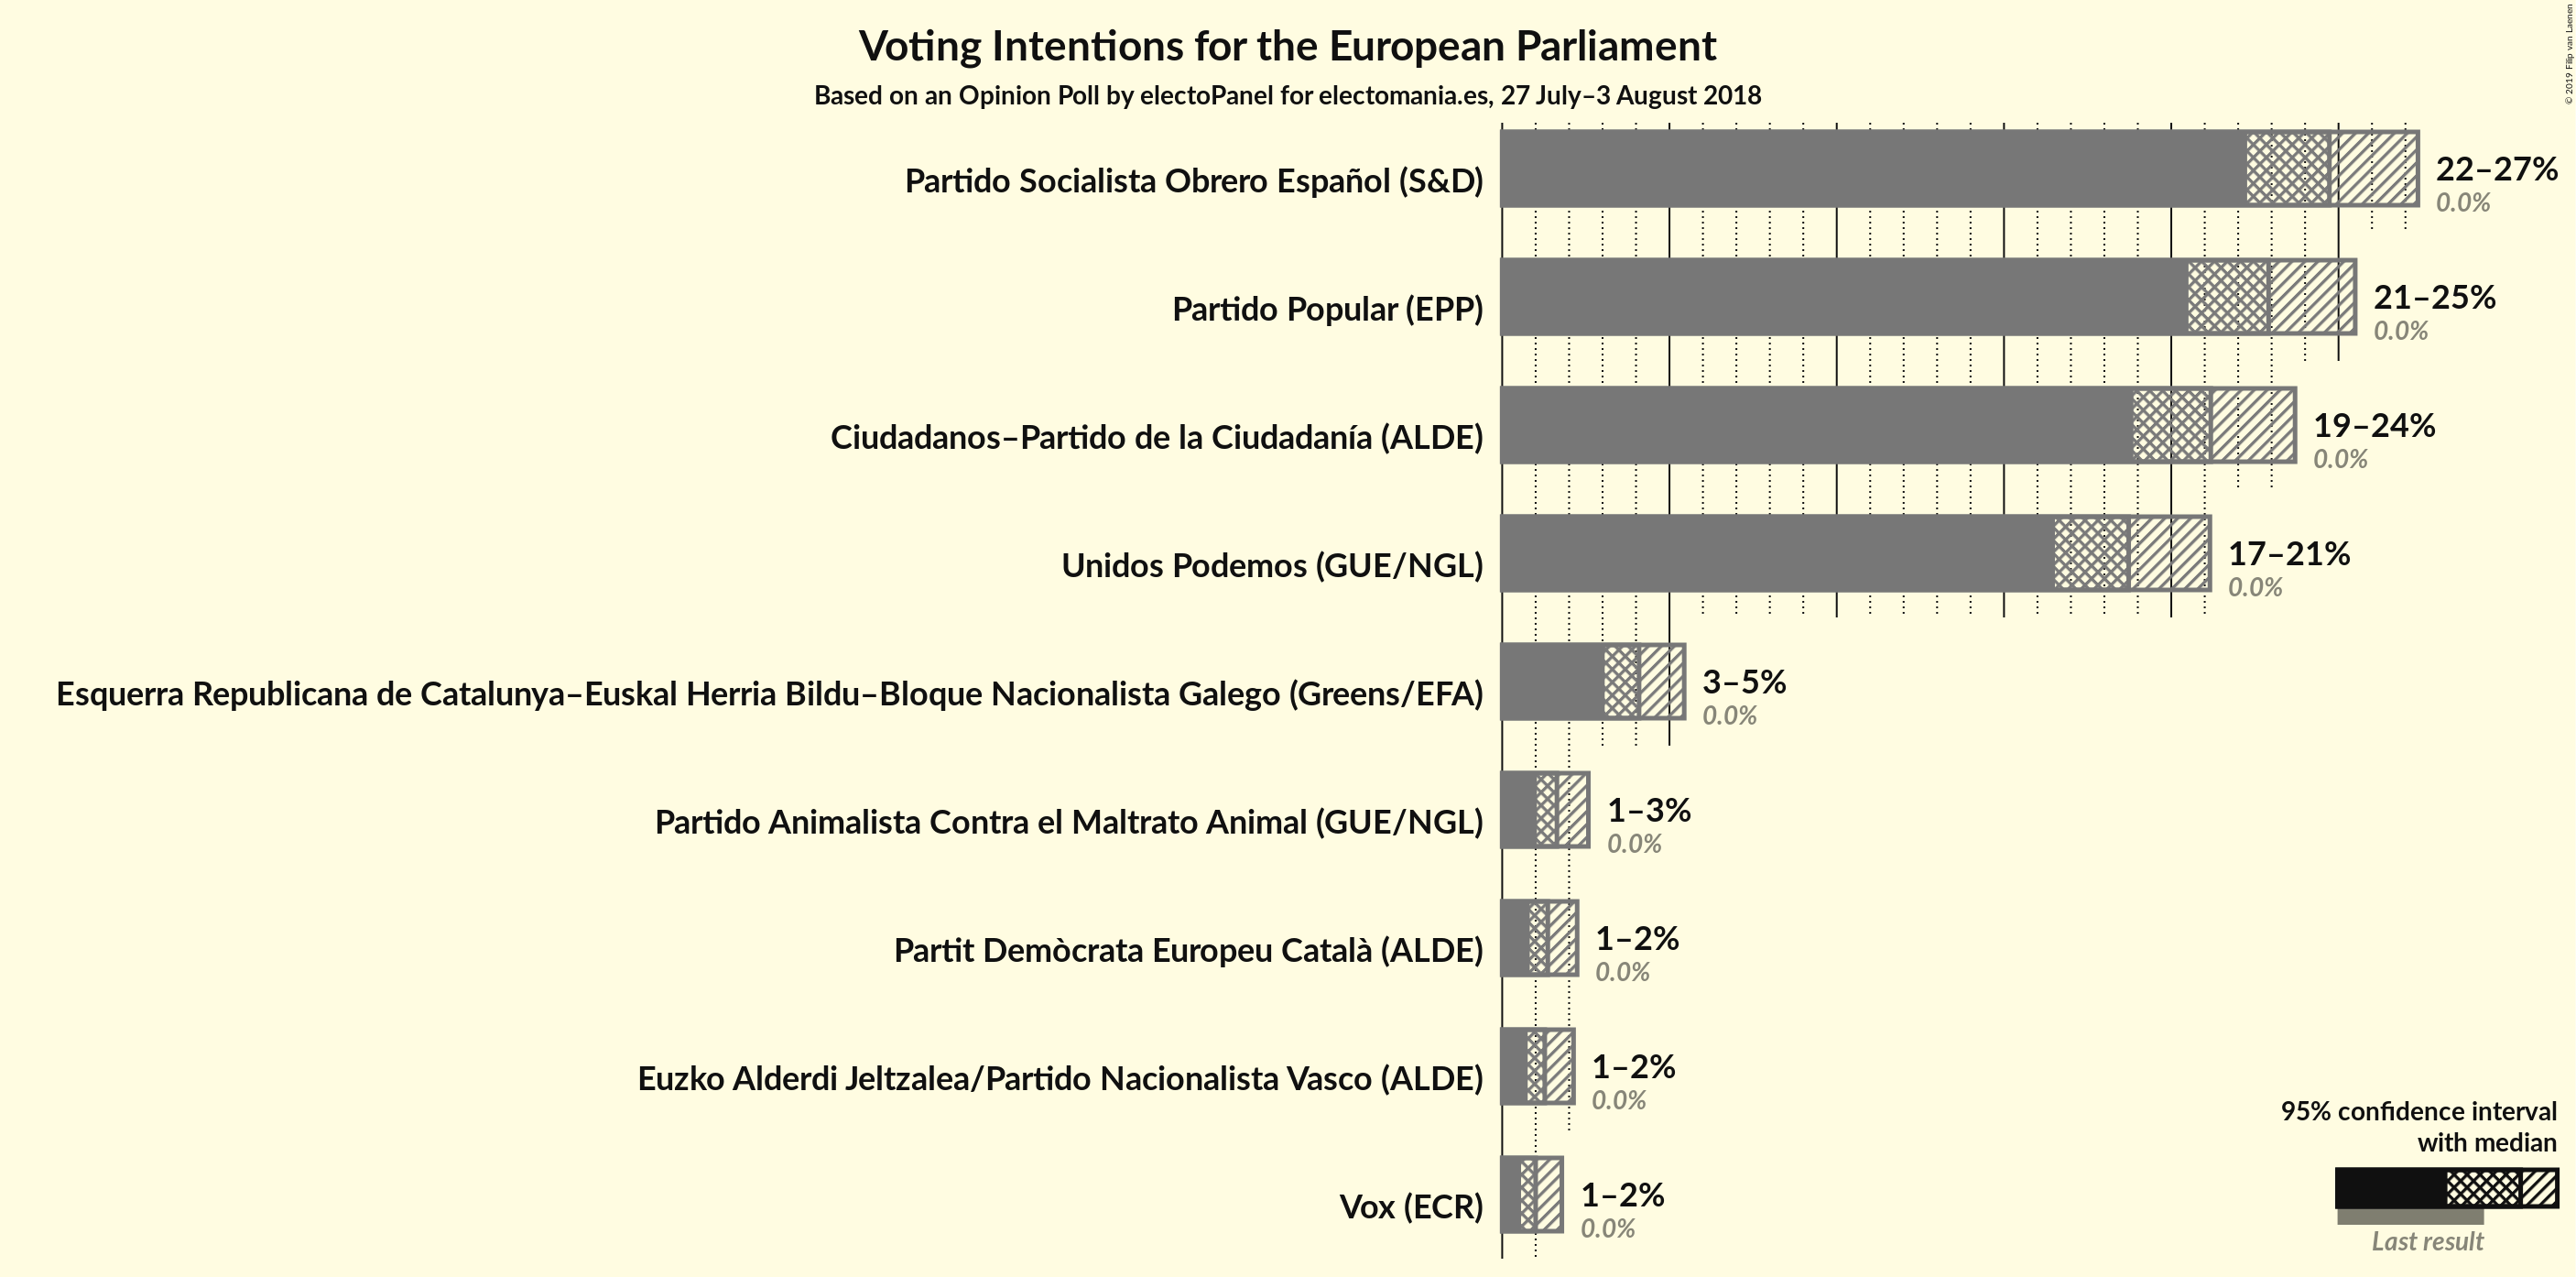 Voting Intentions for the European Parliament
Based on an Opinion Poll by electoPanel for electomania.es, 27 July–3 August 2018
© 2019 Filip van Laenen
Partido Socialista Obrero Español (S&D)
22–27%
0.0%
Partido Popular (EPP)
21–25%
0.0%
Ciudadanos–Partido de la Ciudadanía (ALDE)
19–24%
0.0%
Unidos Podemos (GUE/NGL)
17–21%
0.0%
Esquerra Republicana de Catalunya–Euskal Herria Bildu–Bloque Nacionalista Galego (Greens/EFA)
3–5%
0.0%
Partido Animalista Contra el Maltrato Animal (GUE/NGL)
1–3%
0.0%
Partit Demòcrata Europeu Català (ALDE)
1–2%
0.0%
Euzko Alderdi Jeltzalea/Partido Nacionalista Vasco (ALDE)
1–2%
0.0%
Vox (ECR)
1–2%
0.0%
95% confidence interval
with median
Last result